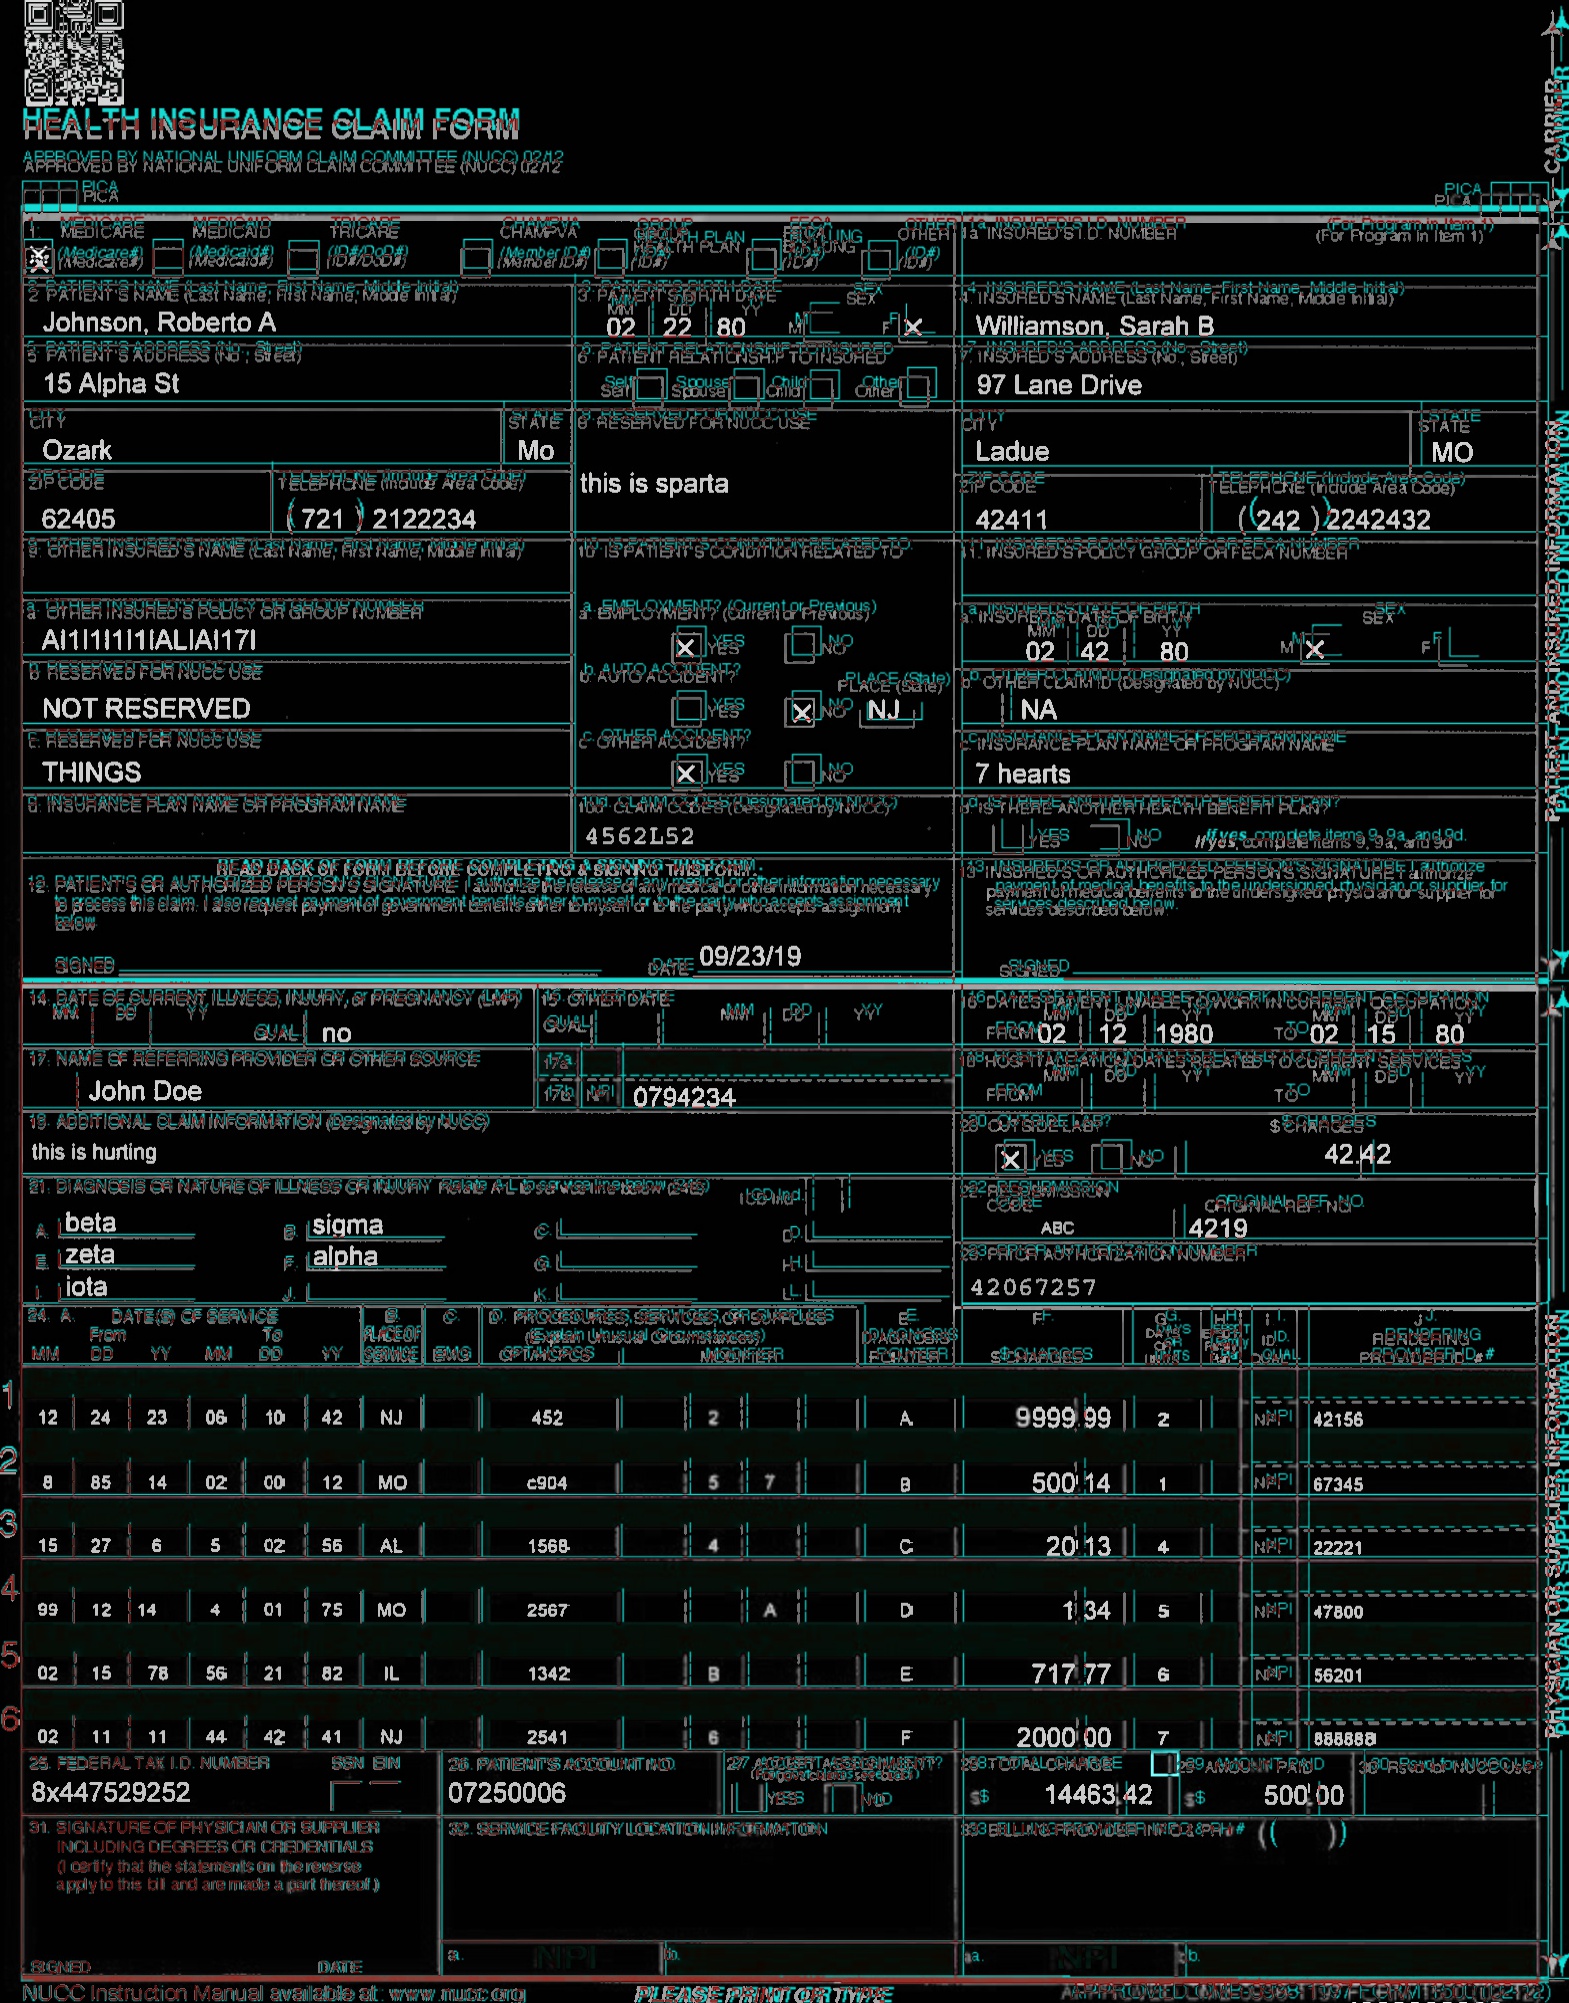 HEALTH INSURANCE CLAIM FORM
APPROVED BY NATIONAL UNIFORM CLAIM COMMITTEE (NUCC) 02/12
PICA PICA
1. MEDICARE MEDICAID TRICARE CHAMPVA GROUP HEALTH PLAN FECA BLK LUNG OTHER 1a. INSURED'S I.D. NUMBER (For Program in Item 1)
(Medicare#) (Medicaid#) (ID#/DoD#) (Member ID#) (ID#) (ID#) (ID#)
2. PATIENT'S NAME (Last Name, First Name, Middle Initial) 3. PATIENT'S BIRTH DATE SEX 4. INSURED'S NAME (Last Name, First Name, Middle Initial)
MM DD YY
Johnson, Roberto A 02 22 80 M F X Williamson, Sarah B
5. PATIENT'S ADDRESS (No., Street) 6. PATIENT RELATIONSHIP TO INSURED 7. INSURED'S ADDRESS (No., Street)
15 Alpha St Self Spouse Child Other 97 Lane Drive
CITY STATE 8. RESERVED FOR NUCC USE CITY STATE
Ozark Mo Ladue MO
this is sparta
ZIP CODE TELEPHONE (Include Area Code) ZIP CODE TELEPHONE (Include Area Code)
62405 (721) 2122234 42411 (242) 2242432
9. OTHER INSURED'S NAME (Last Name, First Name, Middle Initial) 10. IS PATIENT'S CONDITION RELATED TO: 11. INSURED'S POLICY GROUP OR FECA NUMBER
a. OTHER INSURED'S POLICY OR GROUP NUMBER a. EMPLOYMENT? (Current or Previous) a. INSURED'S DATE OF BIRTH SEX
MM DD YY
AI1I1I111IALIAI17I X YES NO 02 42 80 M X F
b. RESERVED FOR NUCC USE b. AUTO ACCIDENT? PLACE (State) b. OTHER CLAIM ID (Designated by NUCC)
NOT RESERVED YES X NO NJ NA
c. RESERVED FOR NUCC USE c. OTHER ACCIDENT? c. INSURANCE PLAN NAME OR PROGRAM NAME
THINGS X YES NO 7 hearts
d. INSURANCE PLAN NAME OR PROGRAM NAME 10d. CLAIM CODES (Designated by NUCC) d. IS THERE ANOTHER HEALTH BENEFIT PLAN?
4562L52 YES NO If yes, complete items 9, 9a, and 9d.
READ BACK OF FORM BEFORE COMPLETING & SIGNING THIS FORM.
12. PATIENT'S OR AUTHORIZED PERSON'S SIGNATURE I authorize the release of any medical or other information necessary
to process this claim. I also request payment of government benefits either to myself or to the party who accepts assignment
below.
13. INSURED'S OR AUTHORIZED PERSON'S SIGNATURE I authorize
payment of medical benefits to the undersigned physician or supplier for
services described below.
SIGNED DATE 09/23/19 SIGNED
14. DATE OF CURRENT ILLNESS, INJURY, or PREGNANCY (LMP) 15. OTHER DATE 16. DATES PATIENT UNABLE TO WORK IN CURRENT OCCUPATION
MM DD YY QUAL. no QUAL. MM DD YY FROM 02 12 1980 TO 02 15 80
17. NAME OF REFERRING PROVIDER OR OTHER SOURCE 17a. 18. HOSPITALIZATION DATES RELATED TO CURRENT SERVICES
MM DD YY MM DD YY
John Doe 17b. NPI 0794234 FROM TO
19. ADDITIONAL CLAIM INFORMATION (Designated by NUCC) 20. OUTSIDE LAB? $ CHARGES
this is hurting X YES NO 42.42
21. DIAGNOSIS OR NATURE OF ILLNESS OR INJURY Relate A-L to service line below (24E) ICD Ind. 22. RESUBMISSION CODE ORIGINAL REF. NO.
A. beta B. sigma C. D. ABC 4219
E. zeta F. alpha G. H. 23. PRIOR AUTHORIZATION NUMBER
I. iota J. K. L. 42067257
24. A. DATE(S) OF SERVICE B. C. D. PROCEDURES, SERVICES, OR SUPPLIES E. F. G. H. I. J.
From To PLACE OF (Explain Unusual Circumstances) DIAGNOSIS DAYS OR ID. RENDERING
MM DD YY MM DD YY SERVICE EMG CPT/HCPCS MODIFIER POINTER $ CHARGES UNITS QUAL. PROVIDER ID. #
1 12 24 23 06 10 42 NJ 452 2 A 9999 99 2 NPI 42156
2 8 85 14 02 00 12 MO c904 5 7 B 500 14 1 NPI 67345
3 15 27 6 5 02 56 AL 1568 4 C 20 13 4 NPI 22221
4 99 12 14 4 01 75 MO 2567 A D 1 34 5 NPI 47800
5 02 15 78 56 21 82 IL 1342 B E 717 77 6 NPI 56201
6 02 11 11 44 42 41 NJ 2541 6 F 2000 00 7 NPI 888888
25. FEDERAL TAX I.D. NUMBER SSN EIN 26. PATIENT'S ACCOUNT NO. 27. ACCEPT ASSIGNMENT? 28. TOTAL CHARGE 29. AMOUNT PAID 30. Rsvd for NUCC Use
8x447529252 07250006 YES NO $ 14463 42 $ 500 00
31. SIGNATURE OF PHYSICIAN OR SUPPLIER
INCLUDING DEGREES OR CREDENTIALS
(I certify that the statements on the reverse
apply to this bill and are made a part thereof.)
32. SERVICE FACILITY LOCATION INFORMATION 33. BILLING PROVIDER INFO & PH # ( )
SIGNED DATE a. NPI b. a. NPI b.
NUCC Instruction Manual available at: www.nucc.org PLEASE PRINT OR TYPE
CARRIER
PATIENT AND INSURED INFORMATION
PHYSICIAN OR SUPPLIER INFORMATION